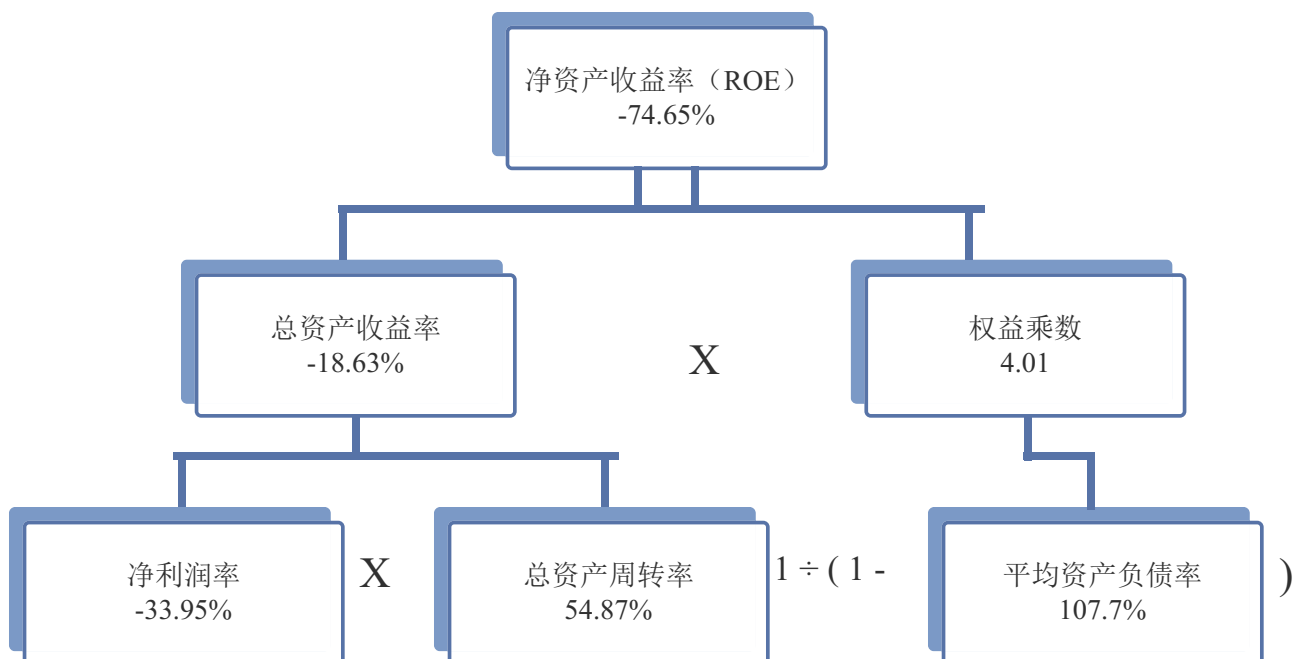 净资产收益率（ROE）
-74.65%
总资产收益率
-18.63%
X
权益乘数
4.01
净利润率
-33.95%
X
总资产周转率
54.87%
1 ÷ ( 1 -
平均资产负债率
107.7%
)